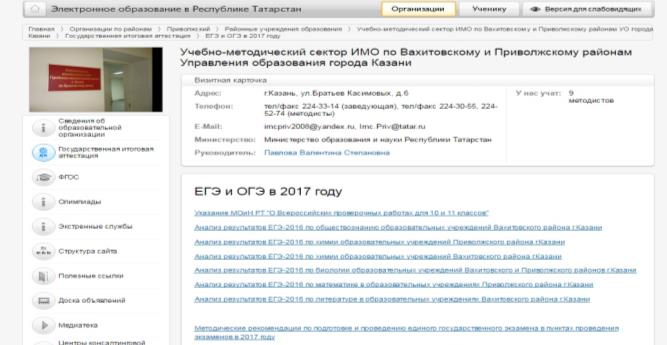 Электронное образование в Республике Татарстан
Организации
Ученику
Версия для слабовидящих
Главная > Организации по районам > Приволжский > Районные учреждения образования > Учебно-методический сектор ИМО по Вахитовскому и Приволжскому районам УО города
Казани > Государственная итоговая аттестация > ЕГЭ и ОГЭ в 2017 году
Учебно-методический сектор ИМО по Вахитовскому и Приволжскому районам
Управления образования города Казани
Визитная карточка
Адрес: г.Казань, ул.Братьев Касимовых, д.6
У нас учат: 9
методистов
Телефон: тел/факс 224-33-14 (заведующая), тел/факс 224-30-55, 224-
52-74 (методисты)
E-Mail: imcpriv2008@yandex.ru, Imc.Priv@tatar.ru
Министерство: Министерство образования и науки Республики Татарстан
Руководитель: Павлова Валентина Степановна
Сведения об
образовательной
организации
Государственная итоговая
аттестация
ФГОС
Олимпиады
Экстренные службы
Структура сайта
Полезные ссылки
Доска объявлений
Медиатека
Центры консалтинговой
ЕГЭ и ОГЭ в 2017 году
Указание МОиН РТ "О Всероссийских проверочных работах для 10 и 11 классов"
Анализ результатов ЕГЭ-2016 по обществознанию образовательных учреждений Вахитовского района г.Казани
Анализ результатов ЕГЭ-2016 по химии образовательных учреждений Приволжского района г.Казани
Анализ результатов ЕГЭ-2016 по химии образовательных учреждений Вахитовского района г.Казани
Анализ результатов ЕГЭ-2016 по биологии образовательных учреждений Вахитовского и Приволжского районов г.Казани
Анализ результатов ЕГЭ-2016 по математике в образовательных учреждениях Приволжского района г.Казани
Анализ результатов ЕГЭ-2016 по литературе в образовательных учреждениях Вахитовского района г.Казани
Методические рекомендации по подготовке и проведению единого государственного экзамена в пунктах проведения
экзаменов в 2017 году